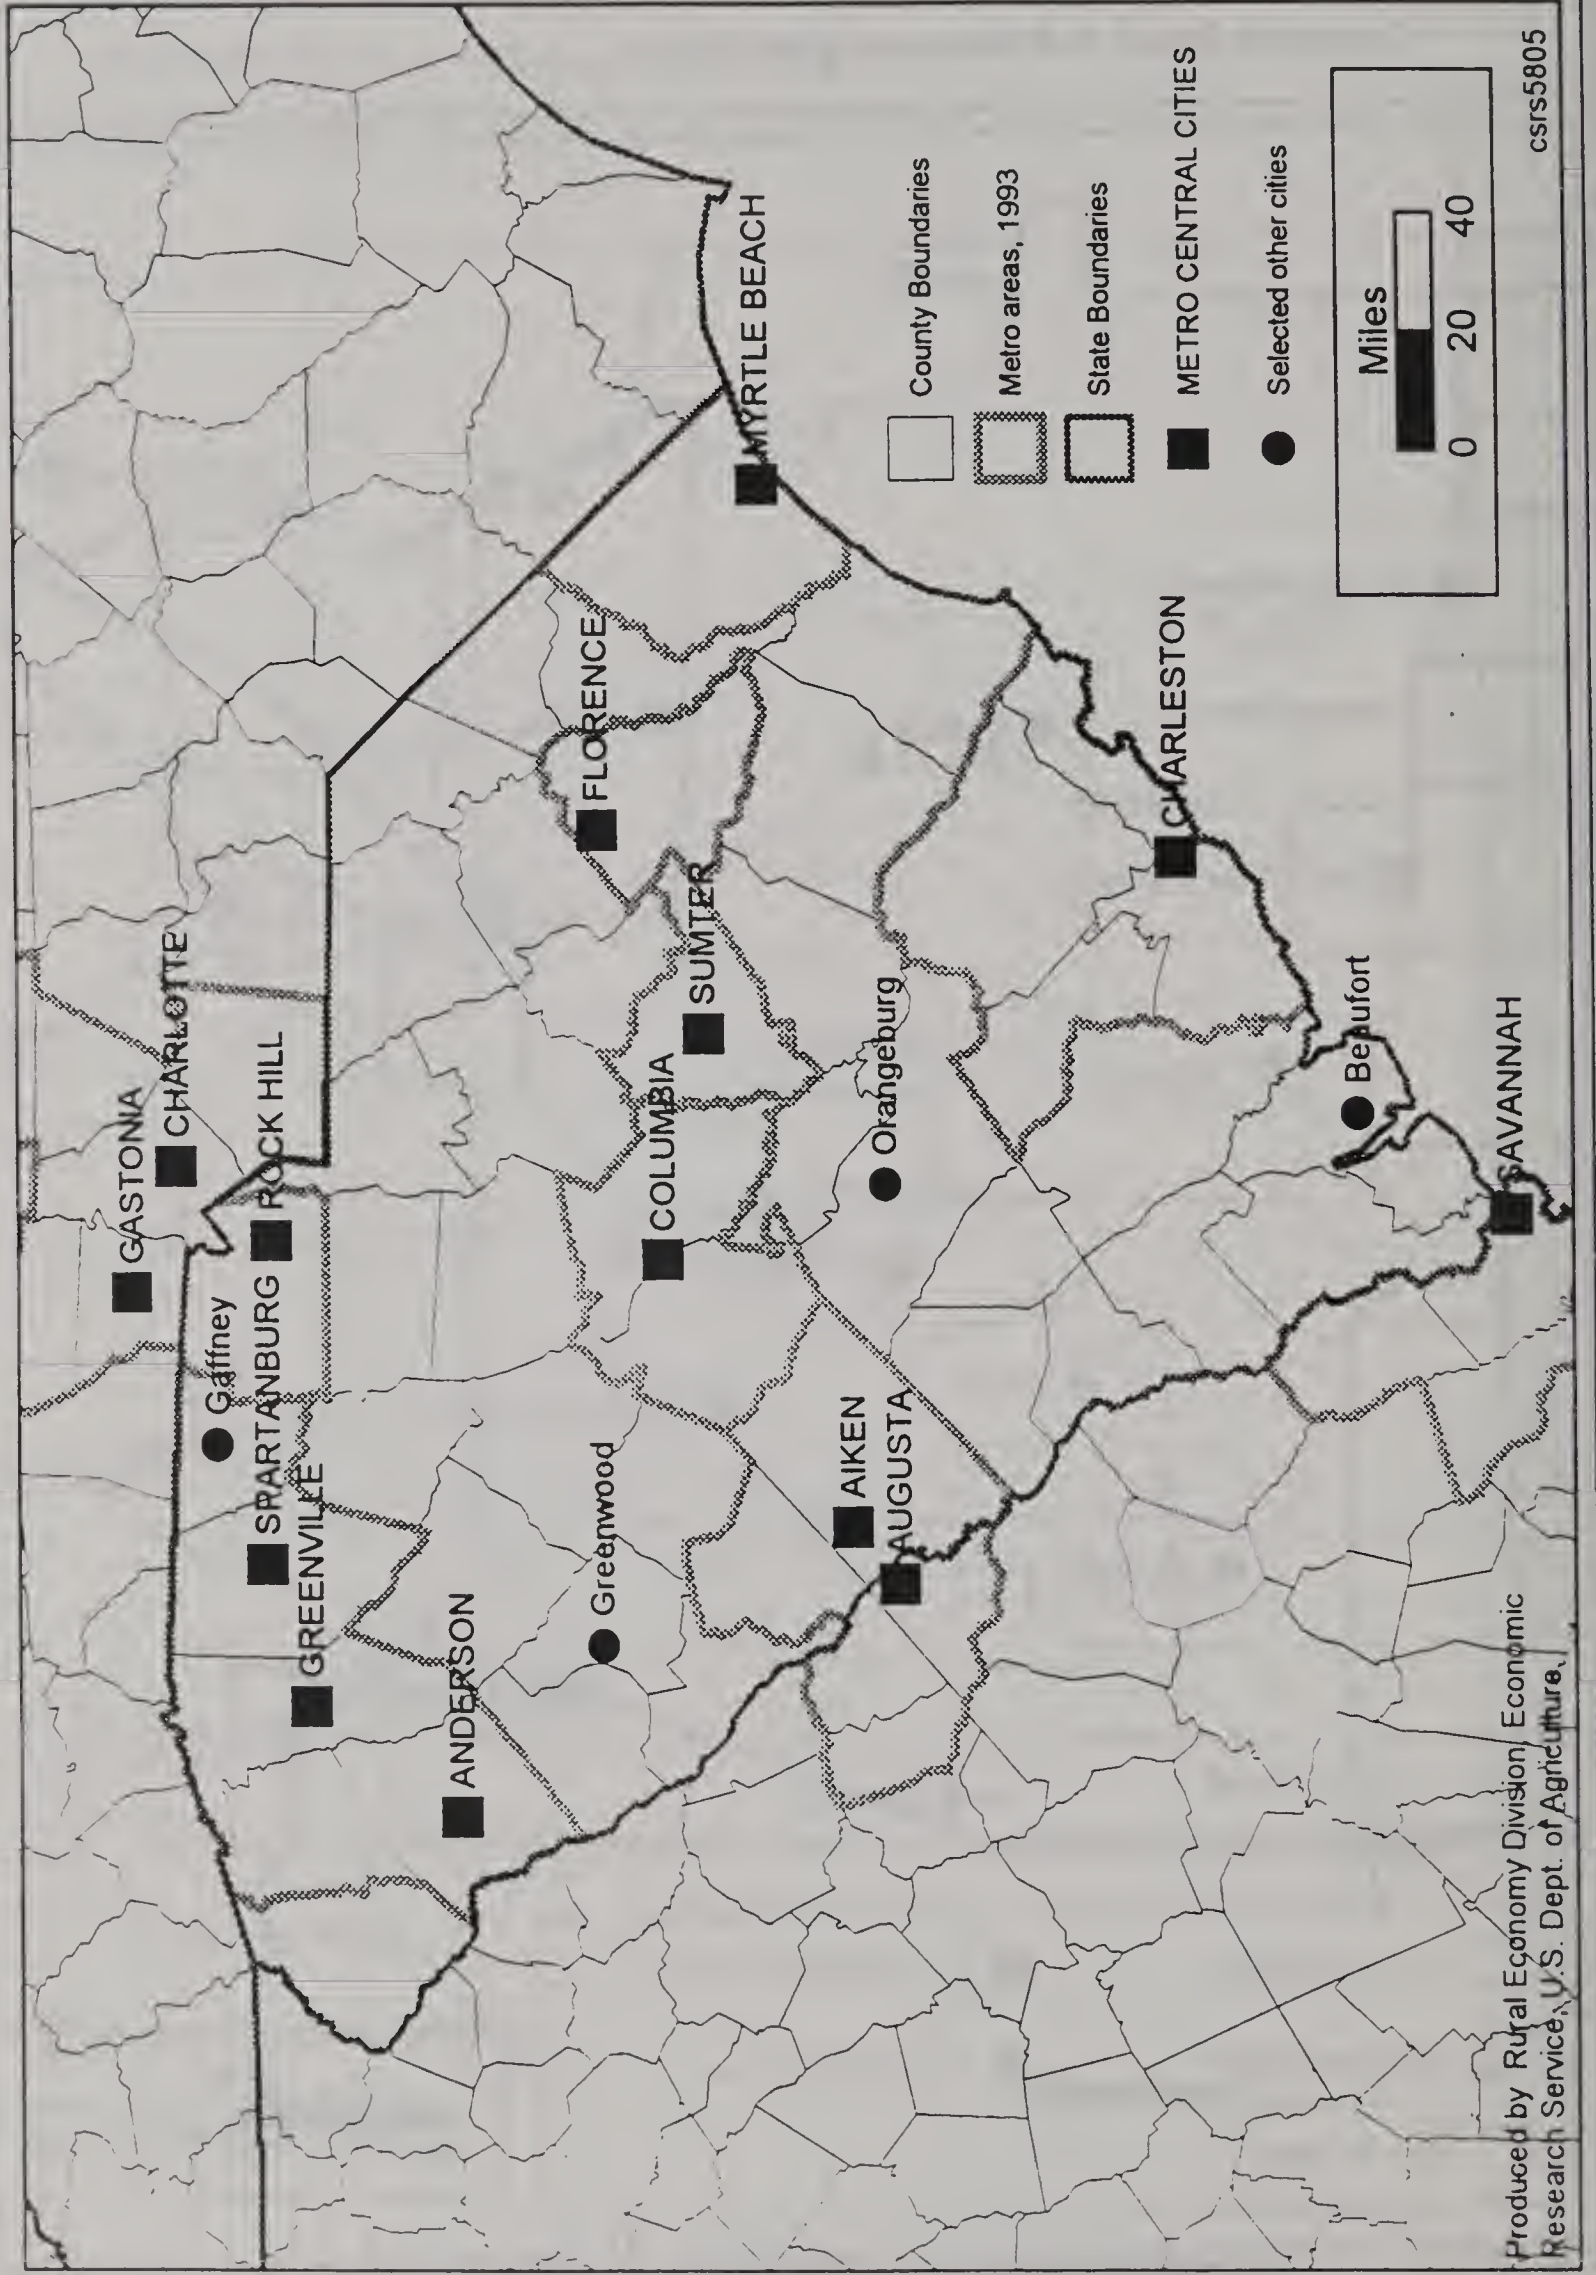 GASTONIA
CHARLOTTE
ROCK HILL
Gaffney
SPARTANBURG
GREENVILLE
ANDERSON
Greenwood
COLUMBIA
SUMTER
FLORENCE
MYRTLE BEACH
AIKEN
AUGUSTA
Orangeburg
CHARLESTON
Beaufort
SAVANNAH
County Boundaries
Metro areas, 1993
State Boundaries
METRO CENTRAL CITIES
Selected other cities
Miles
0 20 40
Produced by Rural Economy Division, Economic
Research Service, U.S. Dept. of Agriculture.
csrs5805